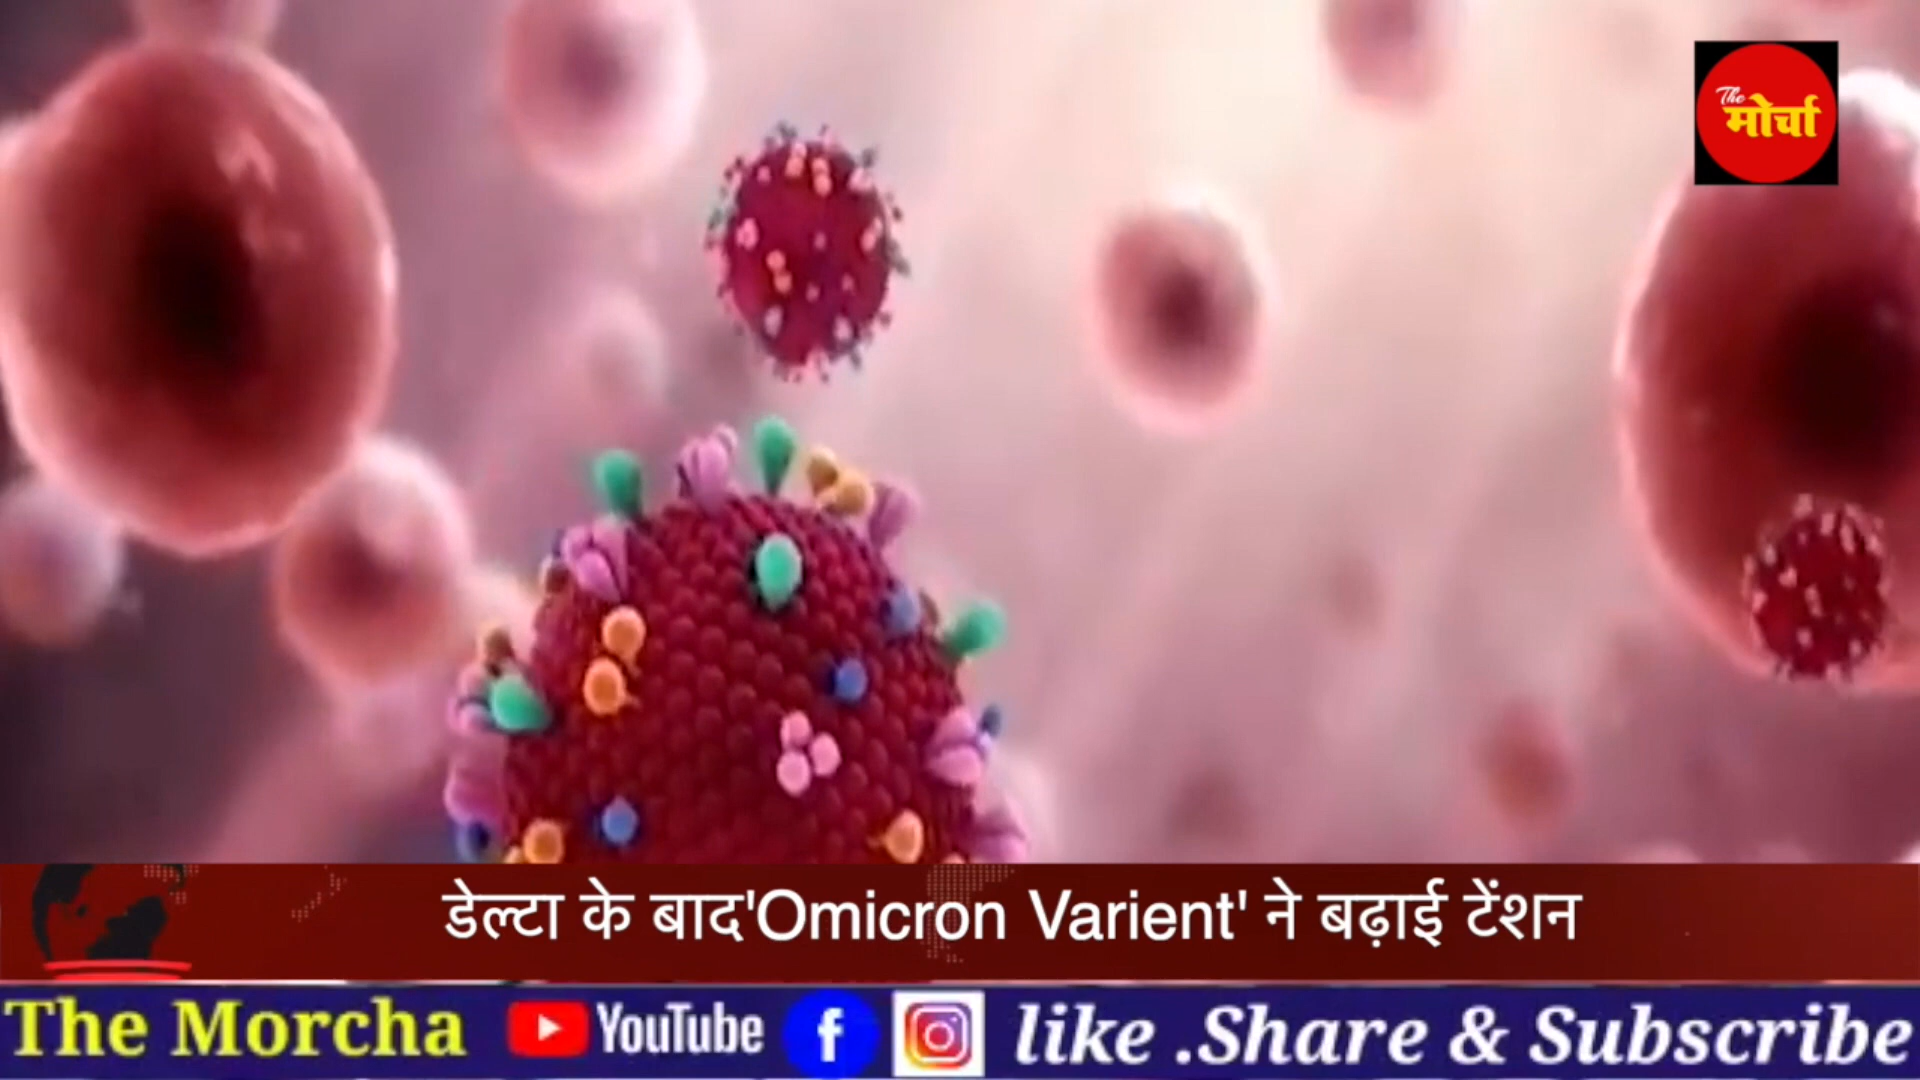 The
मोर्चा
डेल्टा के बाद'Omicron Varient' ने बढ़ाई टेंशन
The Morcha YouTube f like .Share & Subscribe